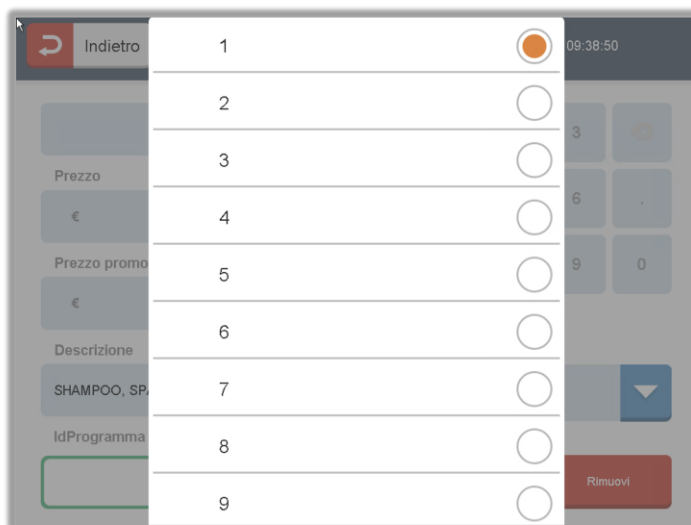 Indietro
09:38:50
1
2
3
4
5
6
7
8
9
3
Prezzo
€
6
.
Prezzo promo
€
9
0
Descrizione
SHAMPOO, SP
IdProgramma
Rimuovi